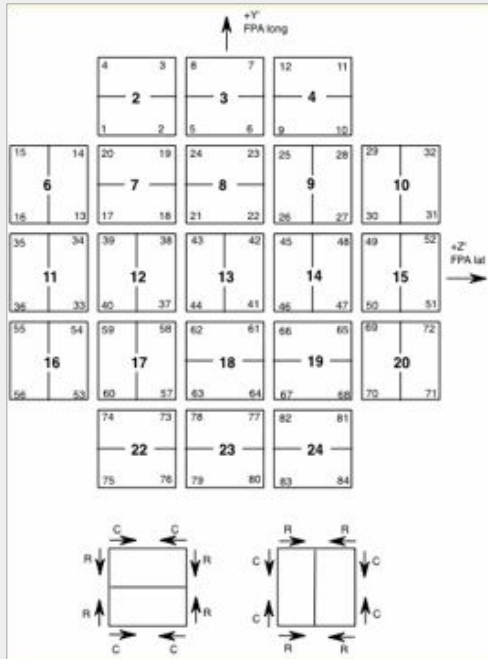 +Y'
FPA long
4 3 8 7 12 11
2 3 4
1 2 5 6 9 10
15 14 20 19 24 23 25 28 29 32
6 7 8 9 10
16 13 17 18 21 22 26 27 30 31
35 34 39 38 43 42 45 48 49 52
+Z'
FPA lat
11 12 13 14 15
36 33 40 37 44 41 46 47 50 51
55 54 59 58 62 61 66 65 69 72
16 17 18 19 20
56 53 60 57 63 64 67 68 70 71
74 73 78 77 82 81
22 23 24
75 76 79 80 83 84
C C R R
R R C C
R R C C
C C R R